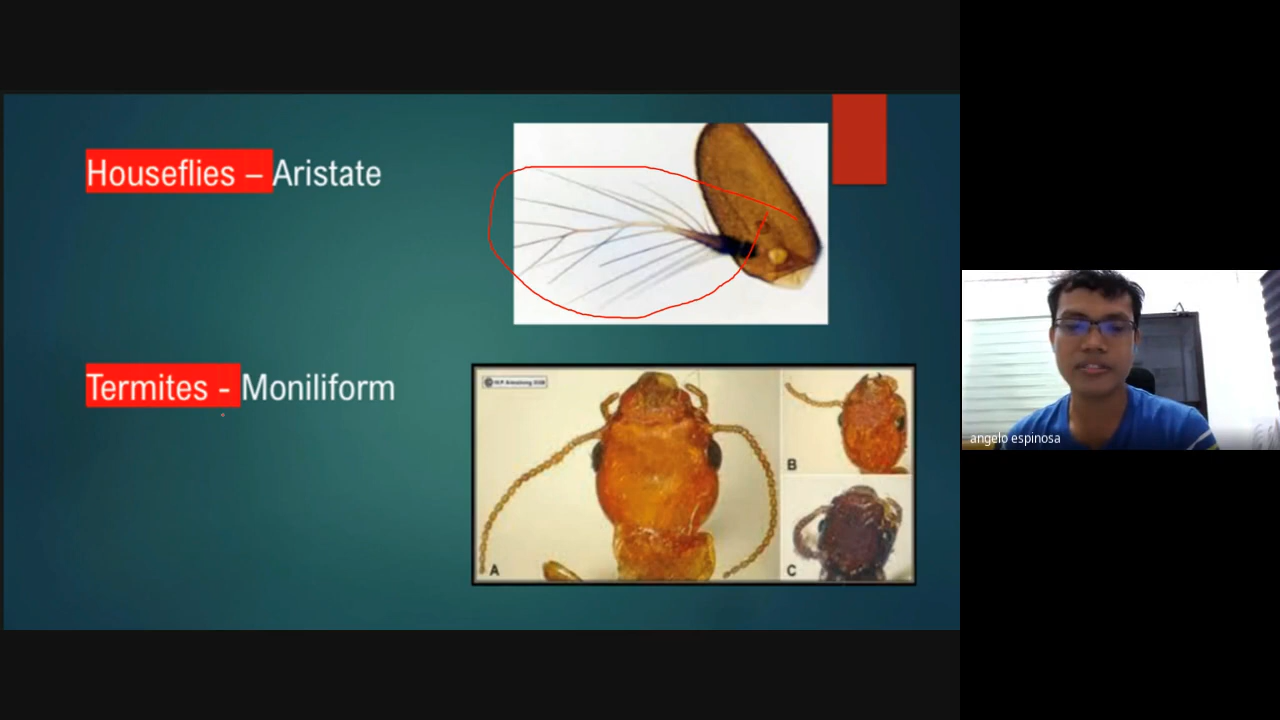 Houseflies – Aristate
Termites - Moniliform
A
B
C
angelo espinosa